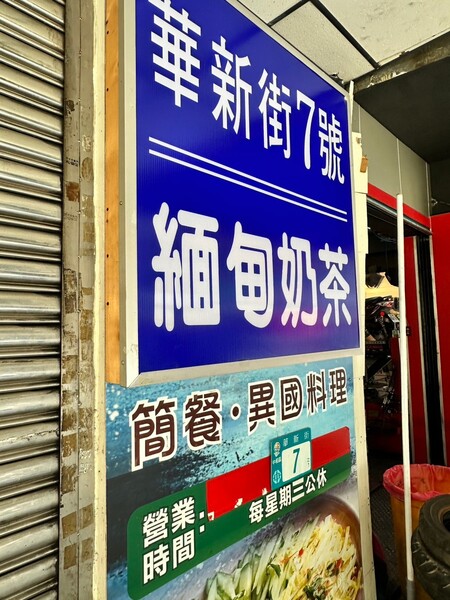 華新街7號
緬甸奶茶
簡餐·異國料理
華新街
7
營業
時間:
每星期三公休